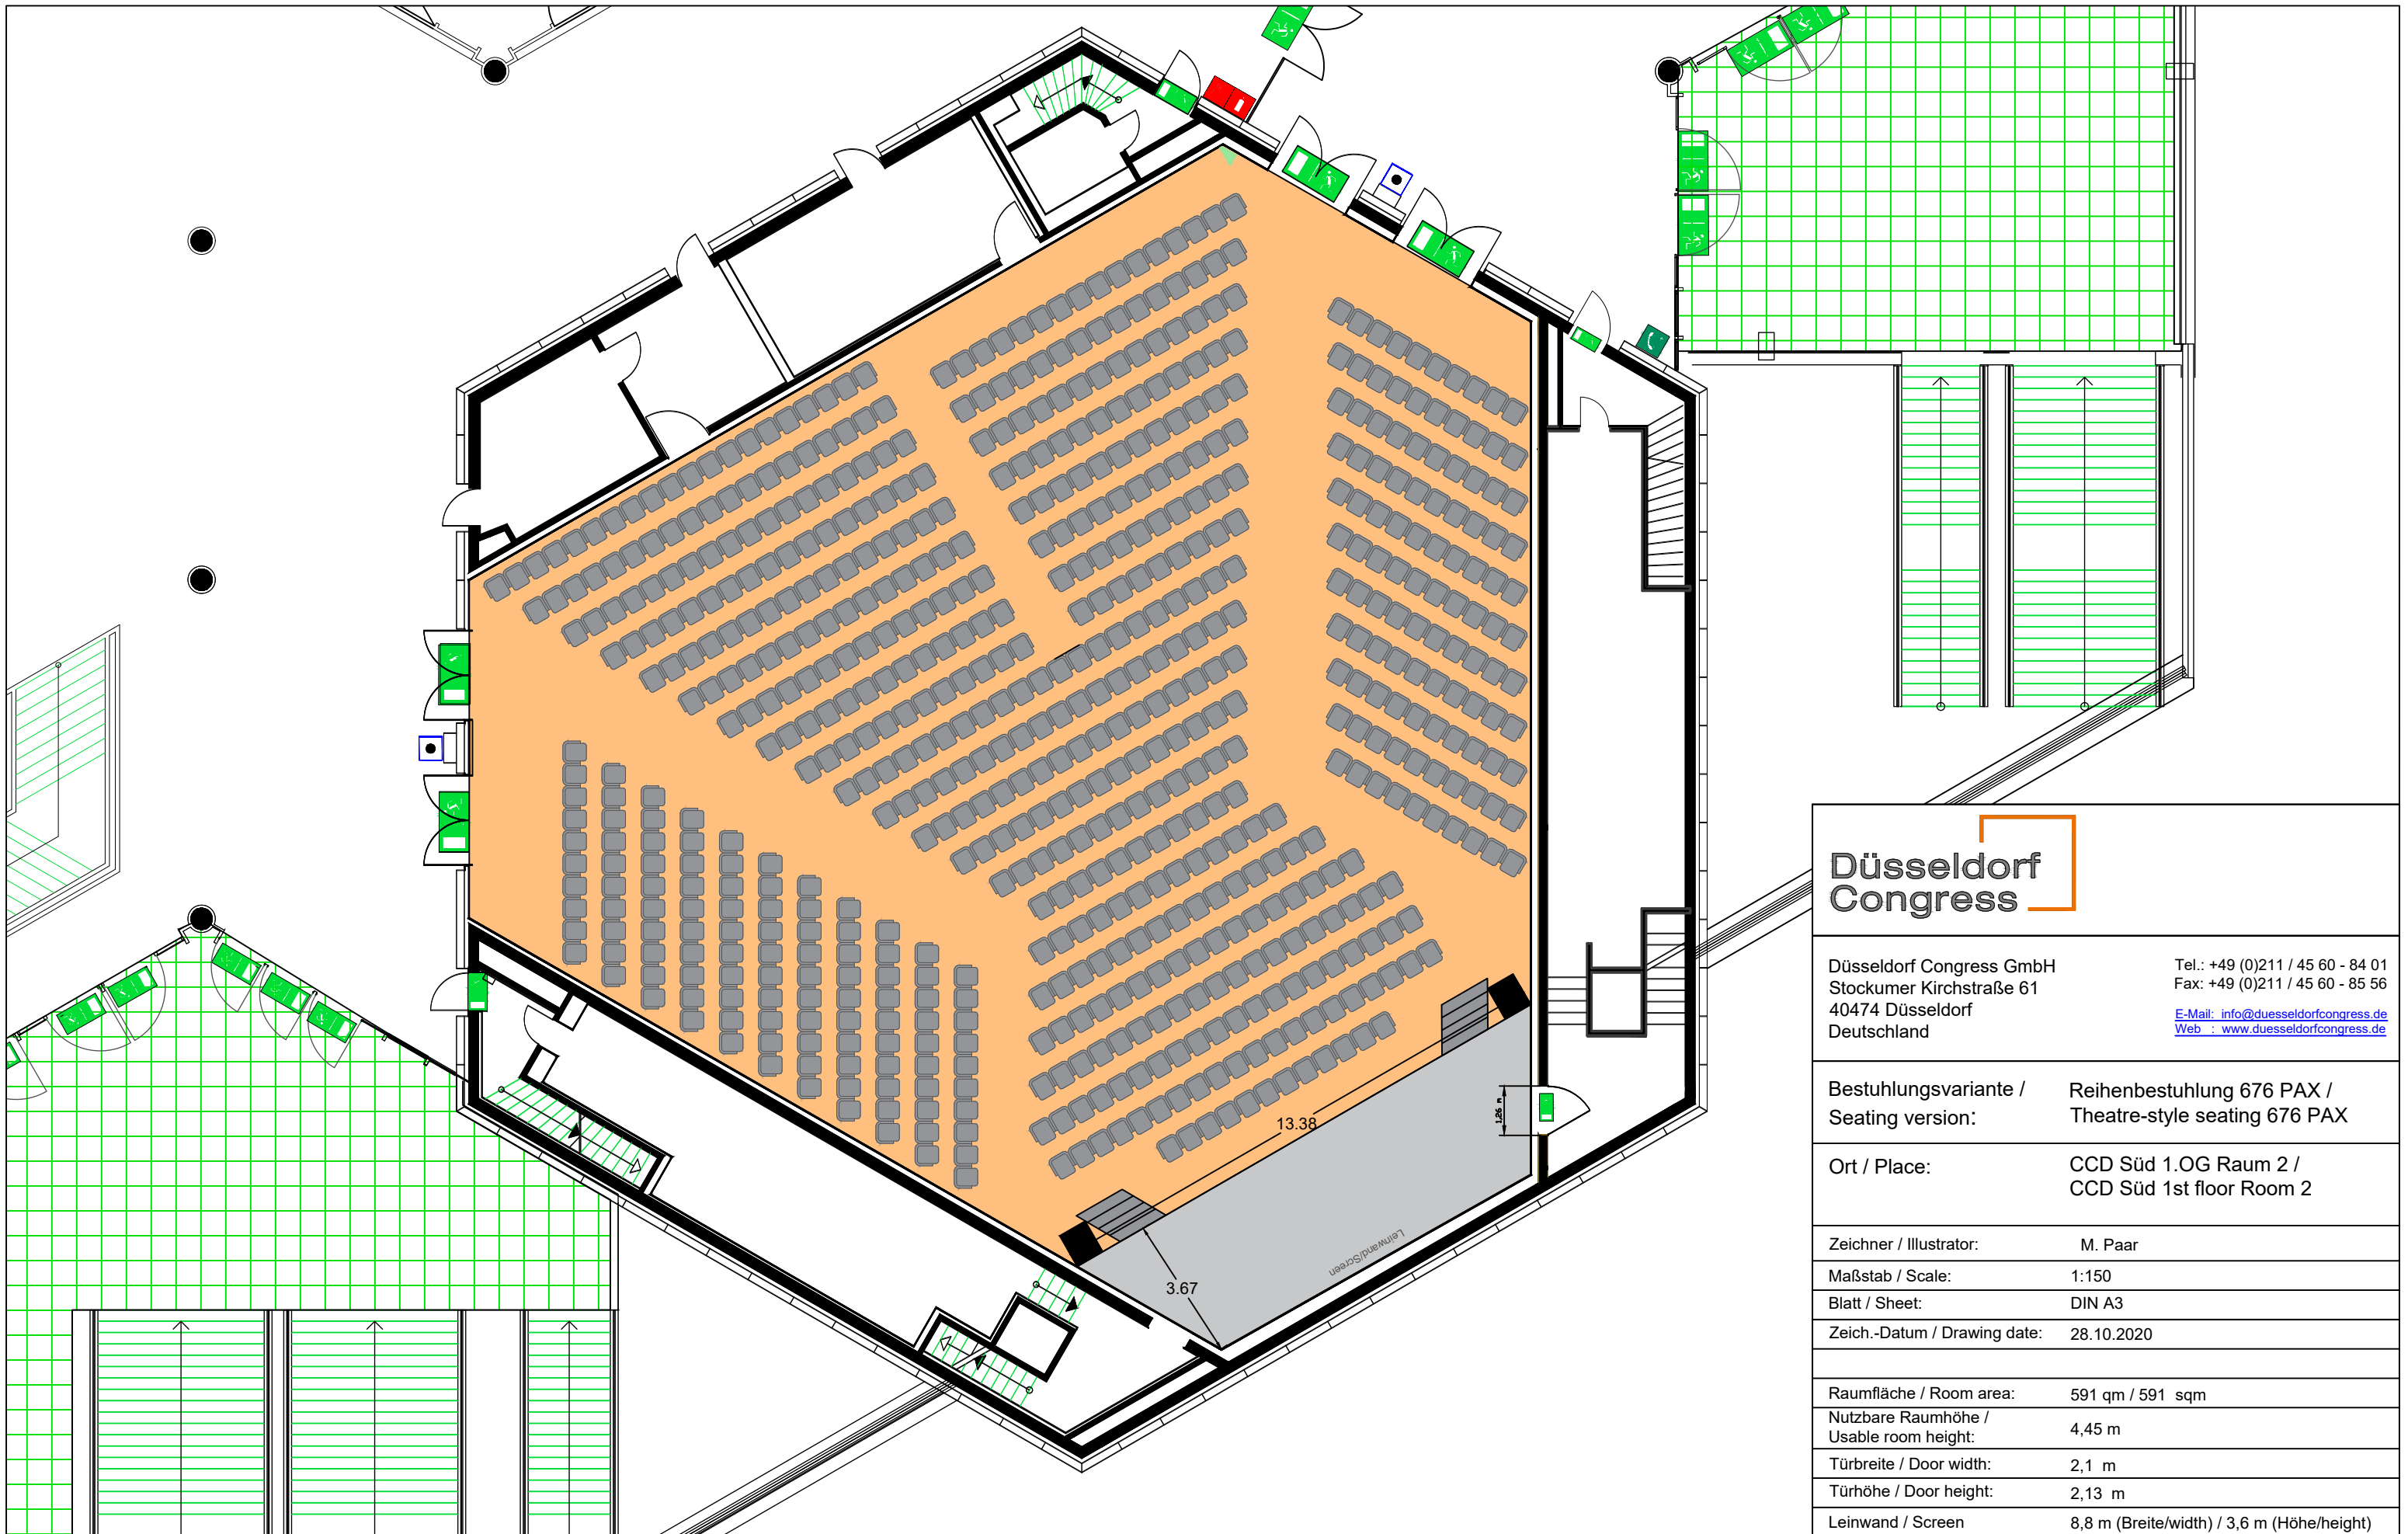 13.38
3.67
1,26 m
Leinwand/Screen
Düsseldorf
Congress
Düsseldorf Congress GmbH
Stockumer Kirchstraße 61
40474 Düsseldorf
Deutschland
Tel.: +49 (0)211 / 45 60 - 84 01
Fax: +49 (0)211 / 45 60 - 85 56
E-Mail: info@duesseldorfcongress.de
Web : www.duesseldorfcongress.de
Bestuhlungsvariante / Reihenbestuhlung 676 PAX /
Seating version: Theatre-style seating 676 PAX
Ort / Place: CCD Süd 1.OG Raum 2 /
CCD Süd 1st floor Room 2
Zeichner / Illustrator: M. Paar
Maßstab / Scale: 1:150
Blatt / Sheet: DIN A3
Zeich.-Datum / Drawing date: 28.10.2020
Raumfläche / Room area: 591 qm / 591 sqm
Nutzbare Raumhöhe /
Usable room height: 4,45 m
Türbreite / Door width: 2,1 m
Türhöhe / Door height: 2,13 m
Leinwand / Screen 8,8 m (Breite/width) / 3,6 m (Höhe/height)